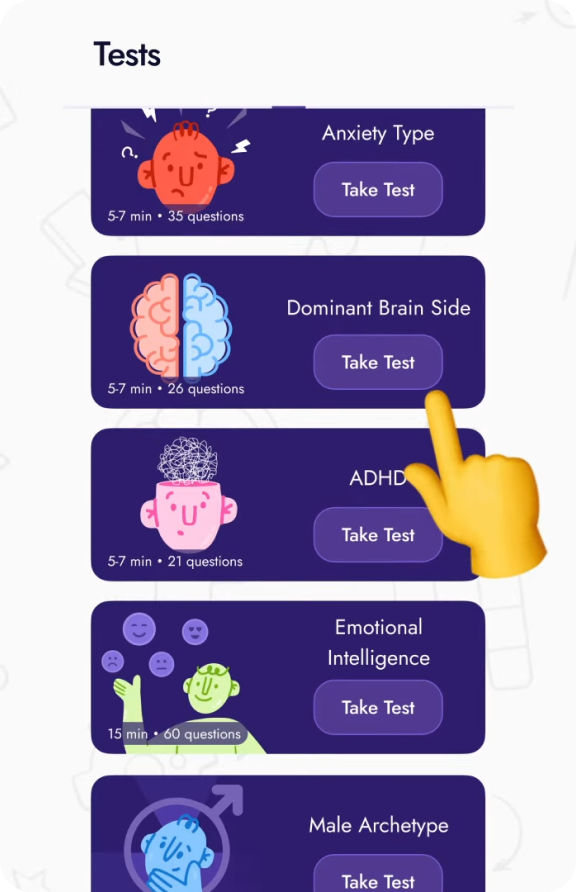 Tests
Anxiety Type
Take Test
5-7 min • 35 questions
Dominant Brain Side
Take Test
5-7 min • 26 questions
ADHD
Take Test
5-7 min • 21 questions
Emotional
Intelligence
Take Test
15 min • 60 questions
Male Archetype
Take Test